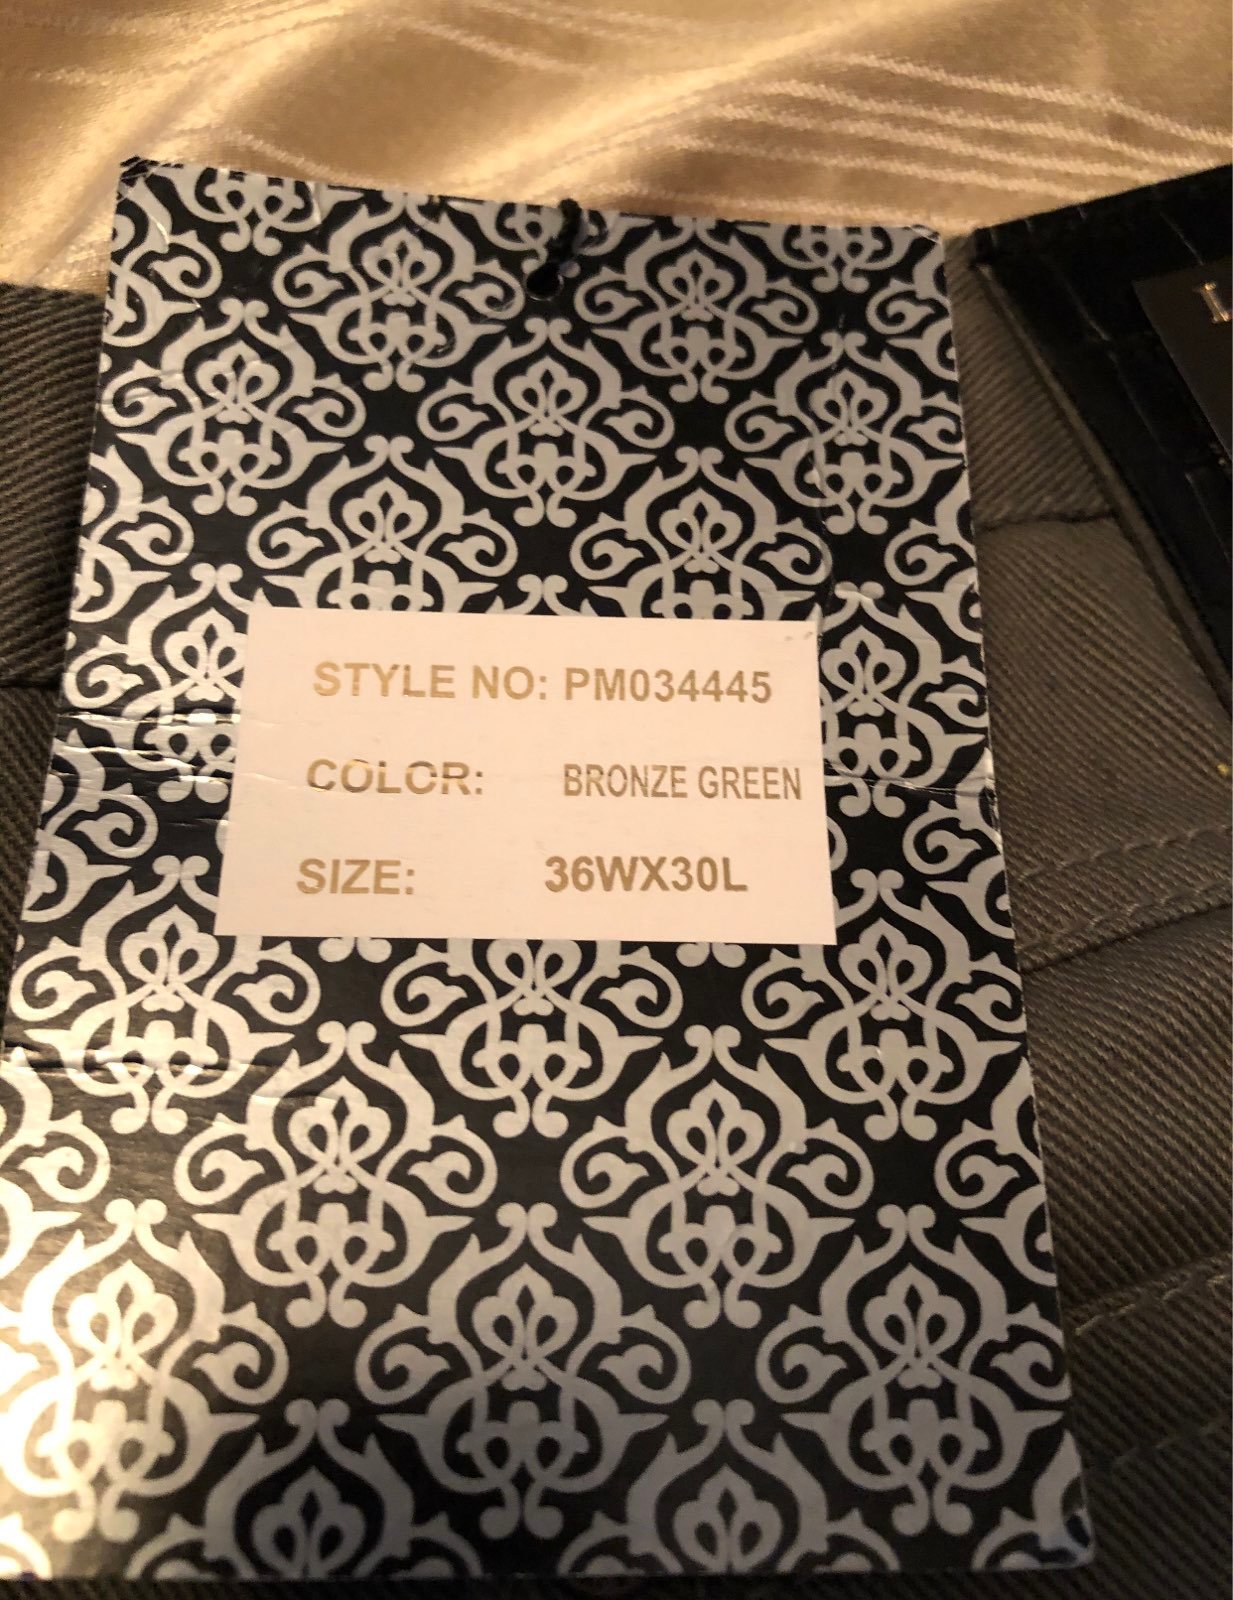 STYLE NO: PM034445
COLOR: BRONZE GREEN
SIZE: 36WX30L